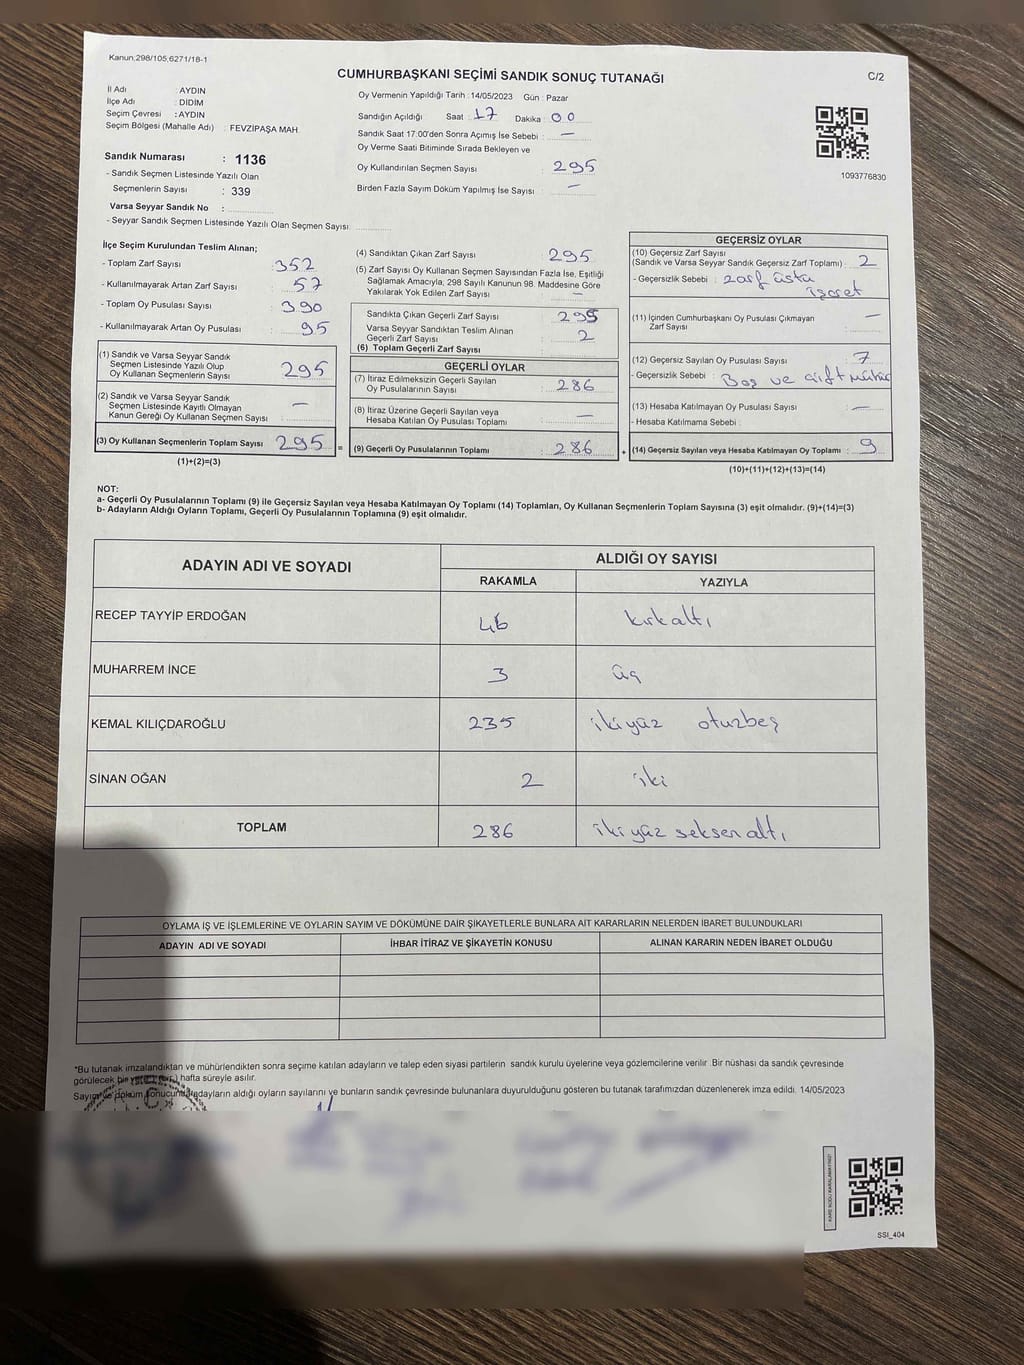 Kanun;298/105;6271/18-1
CUMHURBAŞKANI SEÇİMİ SANDIK SONUÇ TUTANAĞI
C/2
İl Adı : AYDIN
İlçe Adı : DİDİM
Seçim Çevresi : AYDIN
Seçim Bölgesi (Mahalle Adı) : FEVZİPAŞA MAH.
Sandık Numarası : 1136
- Sandık Seçmen Listesinde Yazılı Olan
Seçmenlerin Sayısı : 339
Varsa Seyyar Sandık No :
- Seyyar Sandık Seçmen Listesinde Yazılı Olan Seçmen Sayısı
Oy Vermenin Yapıldığı Tarih : 14/05/2023 Gün : Pazar
Sandığın Açıldığı Saat : 17 Dakika : 00
Sandık Saat 17:00'den Sonra Açımış İse Sebebi : —
Oy Verme Saati Bitiminde Sırada Bekleyen ve
Oy Kullandırılan Seçmen Sayısı : 295
Birden Fazla Sayım Döküm Yapılmış İse Sayısı : —
1093776830
İlçe Seçim Kurulundan Teslim Alınan;
- Toplam Zarf Sayısı : 352
- Kullanılmayarak Artan Zarf Sayısı : 57
- Toplam Oy Pusulası Sayısı : 390
- Kullanılmayarak Artan Oy Pusulası : 95
(1) Sandık ve Varsa Seyyar Sandık
Seçmen Listesinde Yazılı Olup
Oy Kullanan Seçmenlerin Sayısı : 295
(2) Sandık ve Varsa Seyyar Sandık
Seçmen Listesinde Kayıtlı Olmayan
Kanun Gereği Oy Kullanan Seçmen Sayısı : —
(3) Oy Kullanan Seçmenlerin Toplam Sayısı : 295 =
(1)+(2)=(3)
(4) Sandıktan Çıkan Zarf Sayısı : 295
(5) Zarf Sayısı Oy Kullanan Seçmen Sayısından Fazla İse, Eşitliği
Sağlamak Amacıyla, 298 Sayılı Kanunun 98. Maddesine Göre
Yakılarak Yok Edilen Zarf Sayısı : —
Sandıkta Çıkan Geçerli Zarf Sayısı : 295
Varsa Seyyar Sandıktan Teslim Alınan
Geçerli Zarf Sayısı : 2
(6) Toplam Geçerli Zarf Sayısı
GEÇERLİ OYLAR
(7) İtiraz Edilmeksizin Geçerli Sayılan
Oy Pusulalarının Sayısı : 286
(8) İtiraz Üzerine Geçerli Sayılan veya
Hesaba Katılan Oy Pusulası Toplamı : —
(9) Geçerli Oy Pusulalarının Toplamı : 286 +
GEÇERSİZ OYLAR
(10) Geçersiz Zarf Sayısı
(Sandık ve Varsa Seyyar Sandık Geçersiz Zarf Toplamı) : 2
- Geçersizlik Sebebi : zarf üstü
işaret
(11) İçinden Cumhurbaşkanı Oy Pusulası Çıkmayan
Zarf Sayısı : —
(12) Geçersiz Sayılan Oy Pusulası Sayısı : 7
- Geçersizlik Sebebi : Boş ve çift mühür
(13) Hesaba Katılmayan Oy Pusulası Sayısı : —
- Hesaba Katılmama Sebebi :
(14) Geçersiz Sayılan veya Hesaba Katılmayan Oy Toplamı : 9
(10)+(11)+(12)+(13)=(14)
NOT:
a- Geçerli Oy Pusulalarının Toplamı (9) ile Geçersiz Sayılan veya Hesaba Katılmayan Oy Toplamı (14) Toplamları, Oy Kullanan Seçmenlerin Toplam Sayısına (3) eşit olmalıdır. (9)+(14)=(3)
b- Adayların Aldığı Oyların Toplamı, Geçerli Oy Pusulalarının Toplamına (9) eşit olmalıdır.
ADAYIN ADI VE SOYADI
ALDIĞI OY SAYISI
RAKAMLA YAZIYLA
RECEP TAYYİP ERDOĞAN 46 kırkaltı
MUHARREM İNCE 3 üç
KEMAL KILIÇDAROĞLU 235 ikiyüz otuzbeş
SİNAN OĞAN 2 iki
TOPLAM 286 ikiyüz seksenaltı
OYLAMA İŞ VE İŞLEMLERİNE VE OYLARIN SAYIM VE DÖKÜMÜNE DAİR ŞİKAYETLERLE BUNLARA AİT KARARLARIN NELERDEN İBARET BULUNDUKLARI
ADAYIN ADI VE SOYADI İHBAR İTİRAZ VE ŞİKAYETİN KONUSU ALINAN KARARIN NEDEN İBARET OLDUĞU
*Bu tutanak imzalandıktan ve mühürlendikten sonra seçime katılan adayların ve talep eden siyasi partilerin sandık kurulu üyelerine veya gözlemcilerine verilir. Bir nüshası da sandık çevresinde
görülecek bir yere hafta süreyle asılır.
Sayım ve döküm sonucunda adayların aldığı oyların sayılarını ve bunların sandık çevresinde bulunanlara duyurulduğunu gösteren bu tutanak tarafımızdan düzenlenerek imza edildi. 14/05/2023
SSI_404